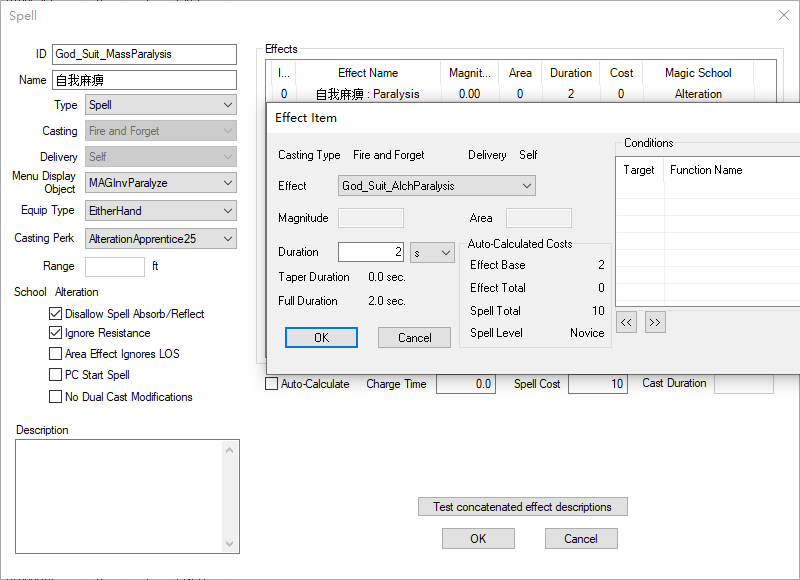 Spell
ID God_Suit_MassParalysis
Name 自我麻痹
Type Spell
Casting Fire and Forget
Delivery Self
Menu Display Object MAGInvParalyze
Equip Type EitherHand
Casting Perk AlterationApprentice25
Range ft
School Alteration
Disallow Spell Absorb/Reflect
Ignore Resistance
Area Effect Ignores LOS
PC Start Spell
No Dual Cast Modifications
Description
Effects
I... Effect Name Magnit... Area Duration Cost Magic School
0 自我麻痹 : Paralysis 0.00 0 2 0 Alteration
Effect Item
Casting Type Fire and Forget Delivery Self
Effect God_Suit_AlchParalysis
Magnitude Area
Duration 2 s
Taper Duration 0.0 sec.
Full Duration 2.0 sec.
OK Cancel
Auto-Calculated Costs
Effect Base 2
Effect Total 0
Spell Total 10
Spell Level Novice
Conditions
Target Function Name
<< >>
Auto-Calculate Charge Time 0.0 Spell Cost 10 Cast Duration
Test concatenated effect descriptions
OK Cancel